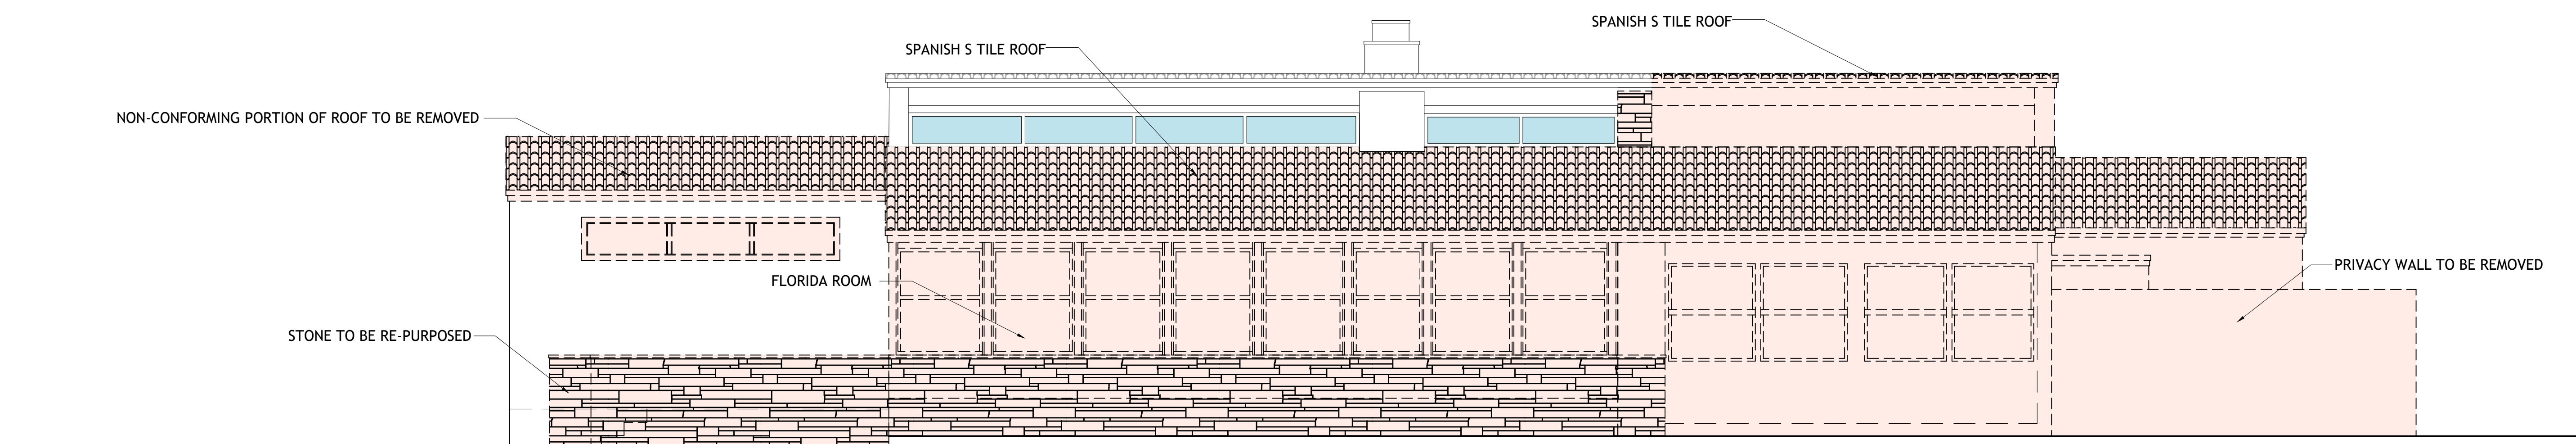 SPANISH S TILE ROOF
SPANISH S TILE ROOF
NON-CONFORMING PORTION OF ROOF TO BE REMOVED
PRIVACY WALL TO BE REMOVED
FLORIDA ROOM
STONE TO BE RE-PURPOSED